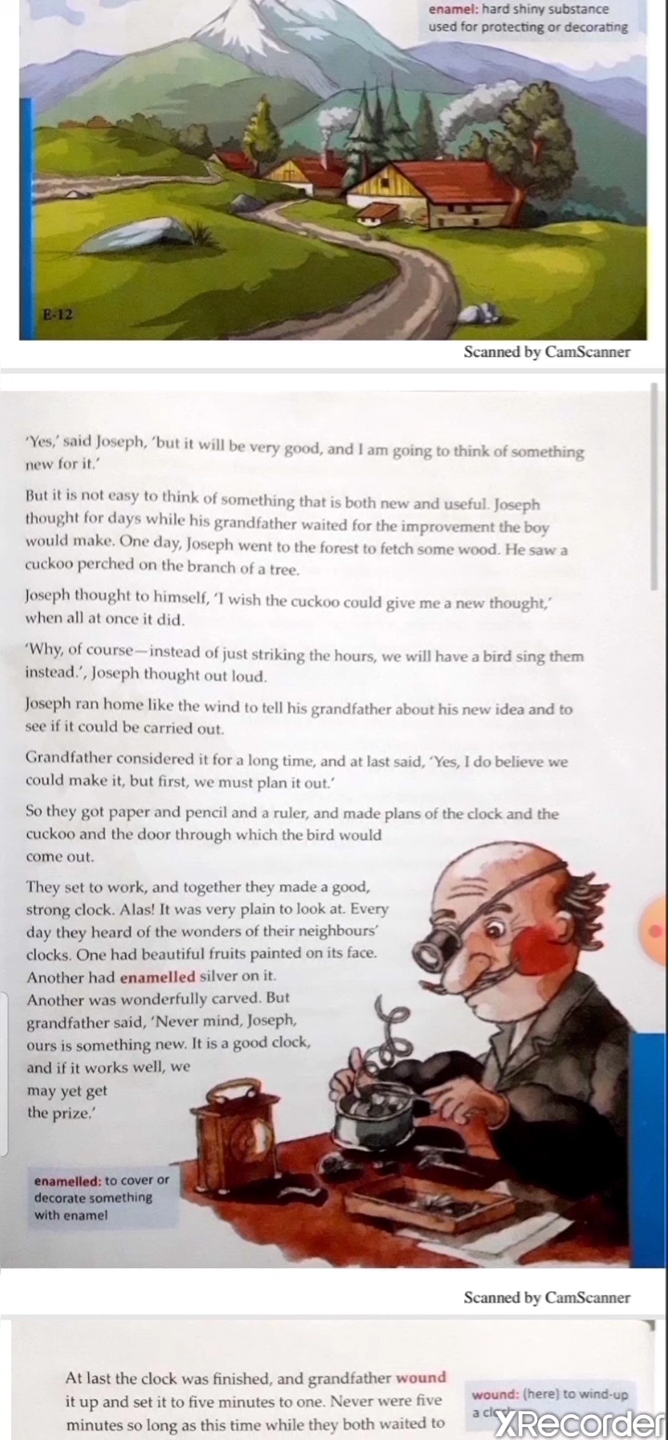 enamel: hard shiny substance
used for protecting or decorating
E-12
Scanned by CamScanner
'Yes,' said Joseph, 'but it will be very good, and I am going to think of something
new for it.'
But it is not easy to think of something that is both new and useful. Joseph
thought for days while his grandfather waited for the improvement the boy
would make. One day, Joseph went to the forest to fetch some wood. He saw a
cuckoo perched on the branch of a tree.
Joseph thought to himself, 'I wish the cuckoo could give me a new thought,'
when all at once it did.
'Why, of course—instead of just striking the hours, we will have a bird sing them
instead.', Joseph thought out loud.
Joseph ran home like the wind to tell his grandfather about his new idea and to
see if it could be carried out.
Grandfather considered it for a long time, and at last said, 'Yes, I do believe we
could make it, but first, we must plan it out.'
So they got paper and pencil and a ruler, and made plans of the clock and the
cuckoo and the door through which the bird would
come out.
They set to work, and together they made a good,
strong clock. Alas! It was very plain to look at. Every
day they heard of the wonders of their neighbours'
clocks. One had beautiful fruits painted on its face.
Another had enamelled silver on it.
Another was wonderfully carved. But
grandfather said, 'Never mind, Joseph,
ours is something new. It is a good clock,
and if it works well, we
may yet get
the prize.'
enamelled: to cover or
decorate something
with enamel
Scanned by CamScanner
At last the clock was finished, and grandfather wound
it up and set it to five minutes to one. Never were five
minutes so long as this time while they both waited to
wound: (here) to wind-up
a
XRecorder